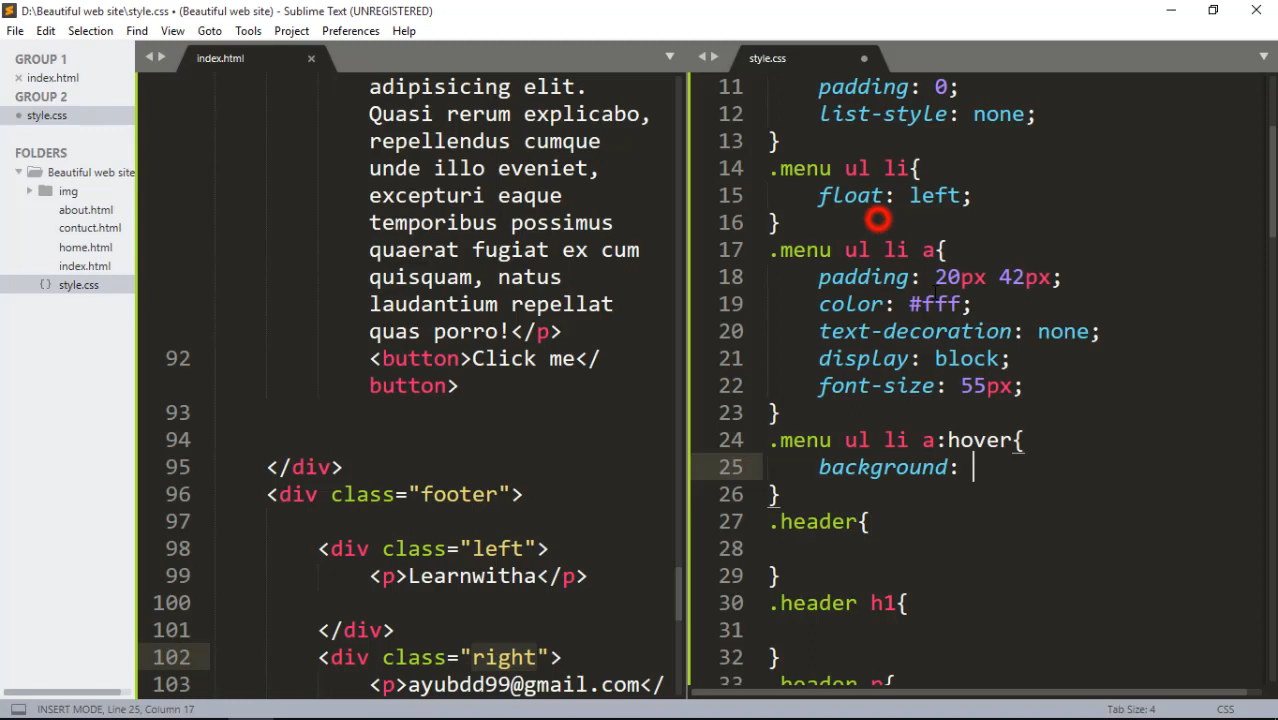 D:\Beautiful web site\style.css • (Beautiful web site) - Sublime Text (UNREGISTERED)
File Edit Selection Find View Goto Tools Project Preferences Help
GROUP 1
index.html
GROUP 2
style.css
FOLDERS
Beautiful web site
img
about.html
contuct.html
home.html
index.html
style.css
index.html
adipisicing elit.
Quasi rerum explicabo,
repellendus cumque
unde illo eveniet,
excepturi eaque
temporibus possimus
quaerat fugiat ex cum
quisquam, natus
laudantium repellat
quas porro!</p>
92 <button>Click me</
button>
93
94
95 </div>
96 <div class="footer">
97
98 <div class="left">
99 <p>Learnwitha</p>
100
101 </div>
102 <div class="right">
103 <p>ayubdd99@gmail.com</
style.css
11 padding: 0;
12 list-style: none;
13 }
14 .menu ul li{
15 float: left;
16 }
17 .menu ul li a{
18 padding: 20px 42px;
19 color: #fff;
20 text-decoration: none;
21 display: block;
22 font-size: 55px;
23 }
24 .menu ul li a:hover{
25 background:
26 }
27 .header{
28
29 }
30 .header h1{
31
32 }
33 .header p{
INSERT MODE, Line 25, Column 17
Tab Size: 4
CSS